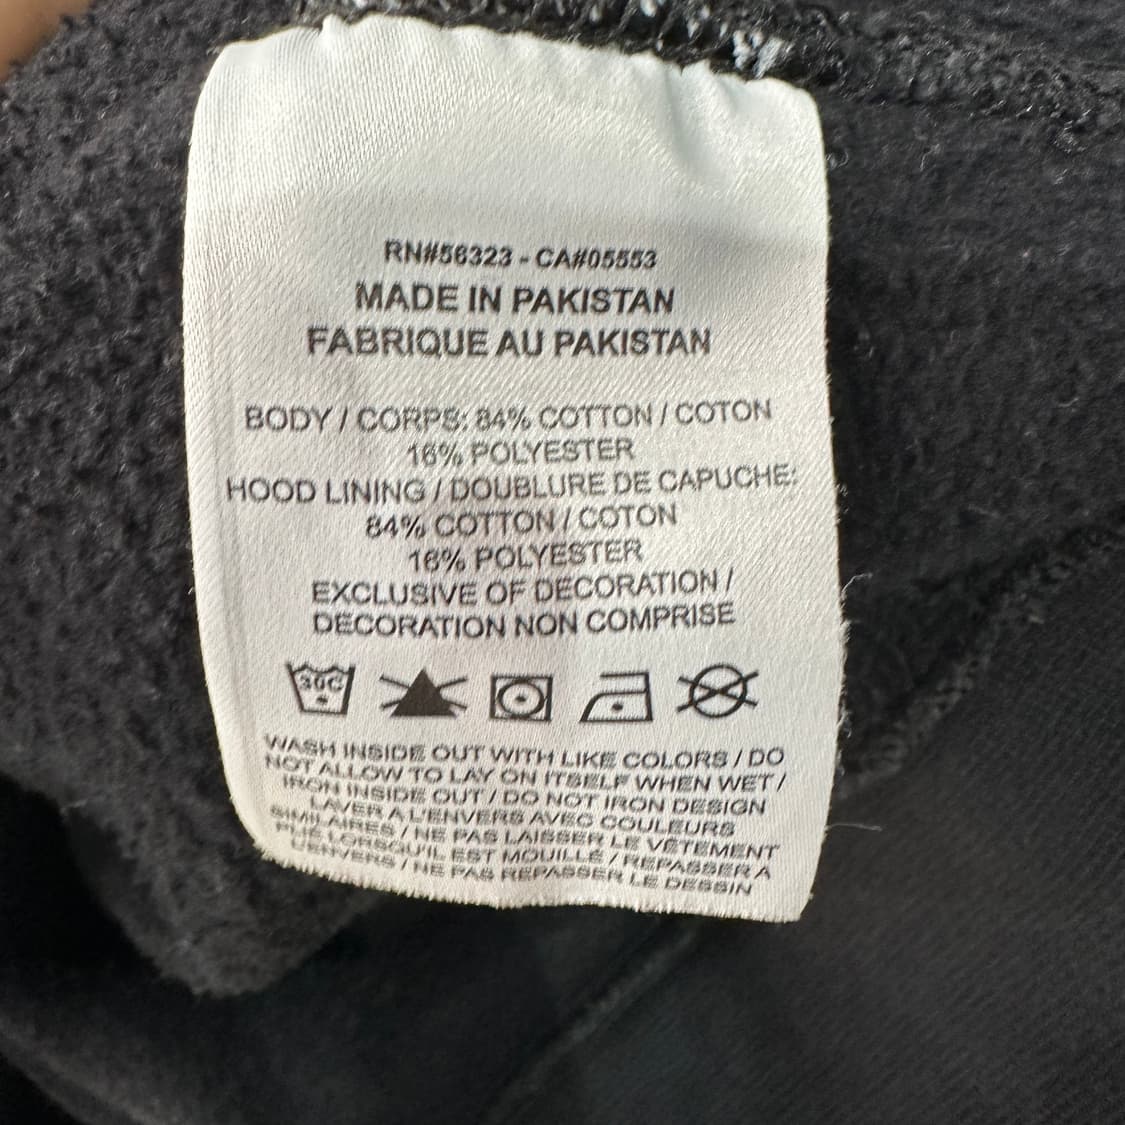 RN#56323 - CA#05553
MADE IN PAKISTAN
FABRIQUE AU PAKISTAN
BODY / CORPS: 84% COTTON / COTON
16% POLYESTER
HOOD LINING / DOUBLURE DE CAPUCHE:
84% COTTON / COTON
16% POLYESTER
EXCLUSIVE OF DECORATION /
DECORATION NON COMPRISE
30C
WASH INSIDE OUT WITH LIKE COLORS / DO
NOT ALLOW TO LAY ON ITSELF WHEN WET /
IRON INSIDE OUT / DO NOT IRON DESIGN
LAVER A L'ENVERS AVEC COULEURS
SIMILAIRES / NE PAS LAISSER LE VÊTEMENT
PLIÉ LORSQU'IL EST MOUILLÉ / REPASSER A
L'ENVERS / NE PAS REPASSER LE DESSIN